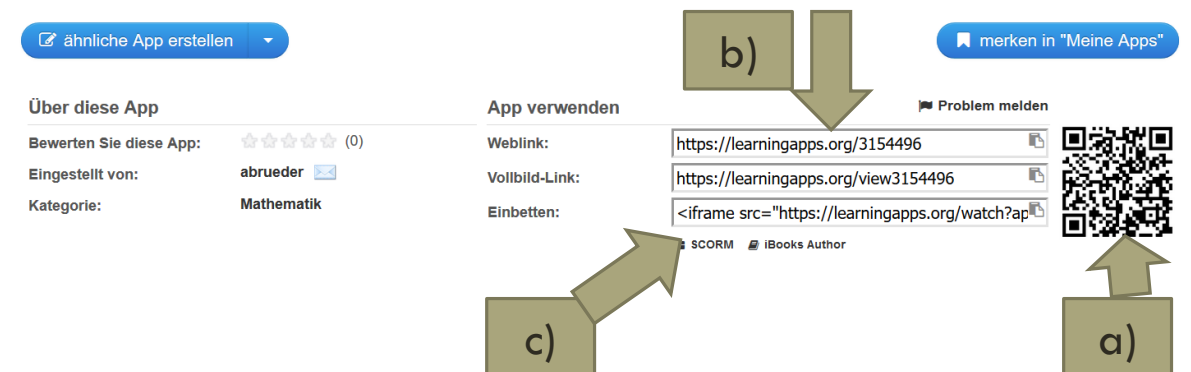 ähnliche App erstellen
b)
merken in "Meine Apps"
Über diese App
App verwenden
Problem melden
Bewerten Sie diese App: (0)
Weblink: https://learningapps.org/3154496
Eingestellt von: abrueder
Vollbild-Link: https://learningapps.org/view3154496
Kategorie: Mathematik
Einbetten: <iframe src="https://learningapps.org/watch?ap
SCORM iBooks Author
c)
a)